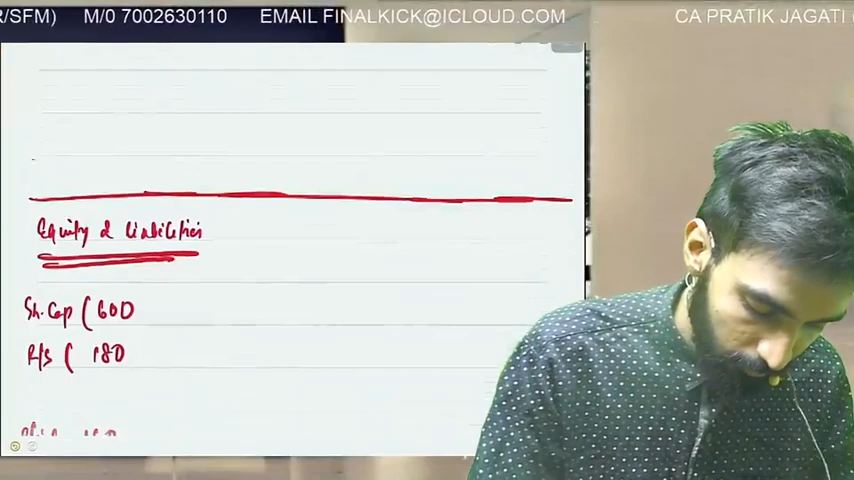 R/SFM) M/0 7002630110 EMAIL FINALKICK@ICLOUD.COM CA PRATIK JAGATI
Equity & Liabilities
Sh. Cap (600
R/s ( 180